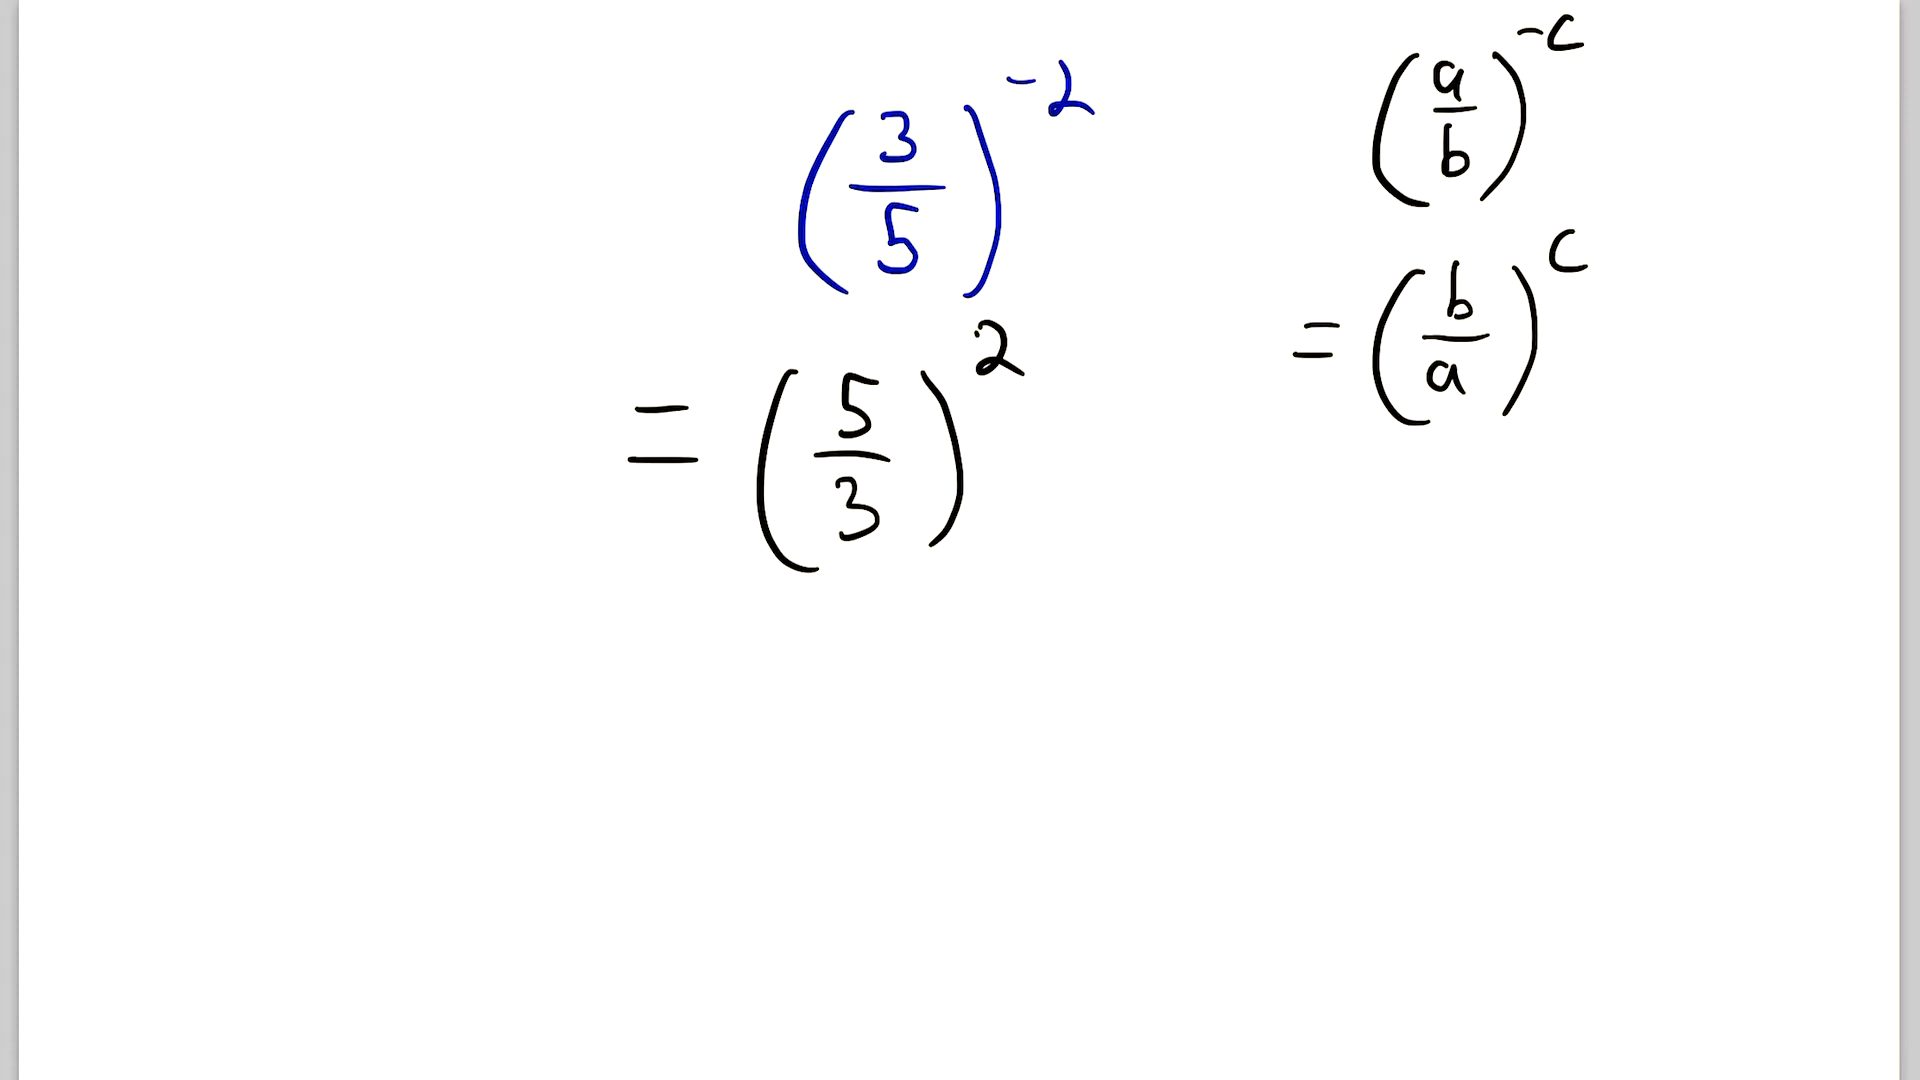 (3/5)^-2
= (5/3)^2
(a/b)^-c
= (b/a)^c